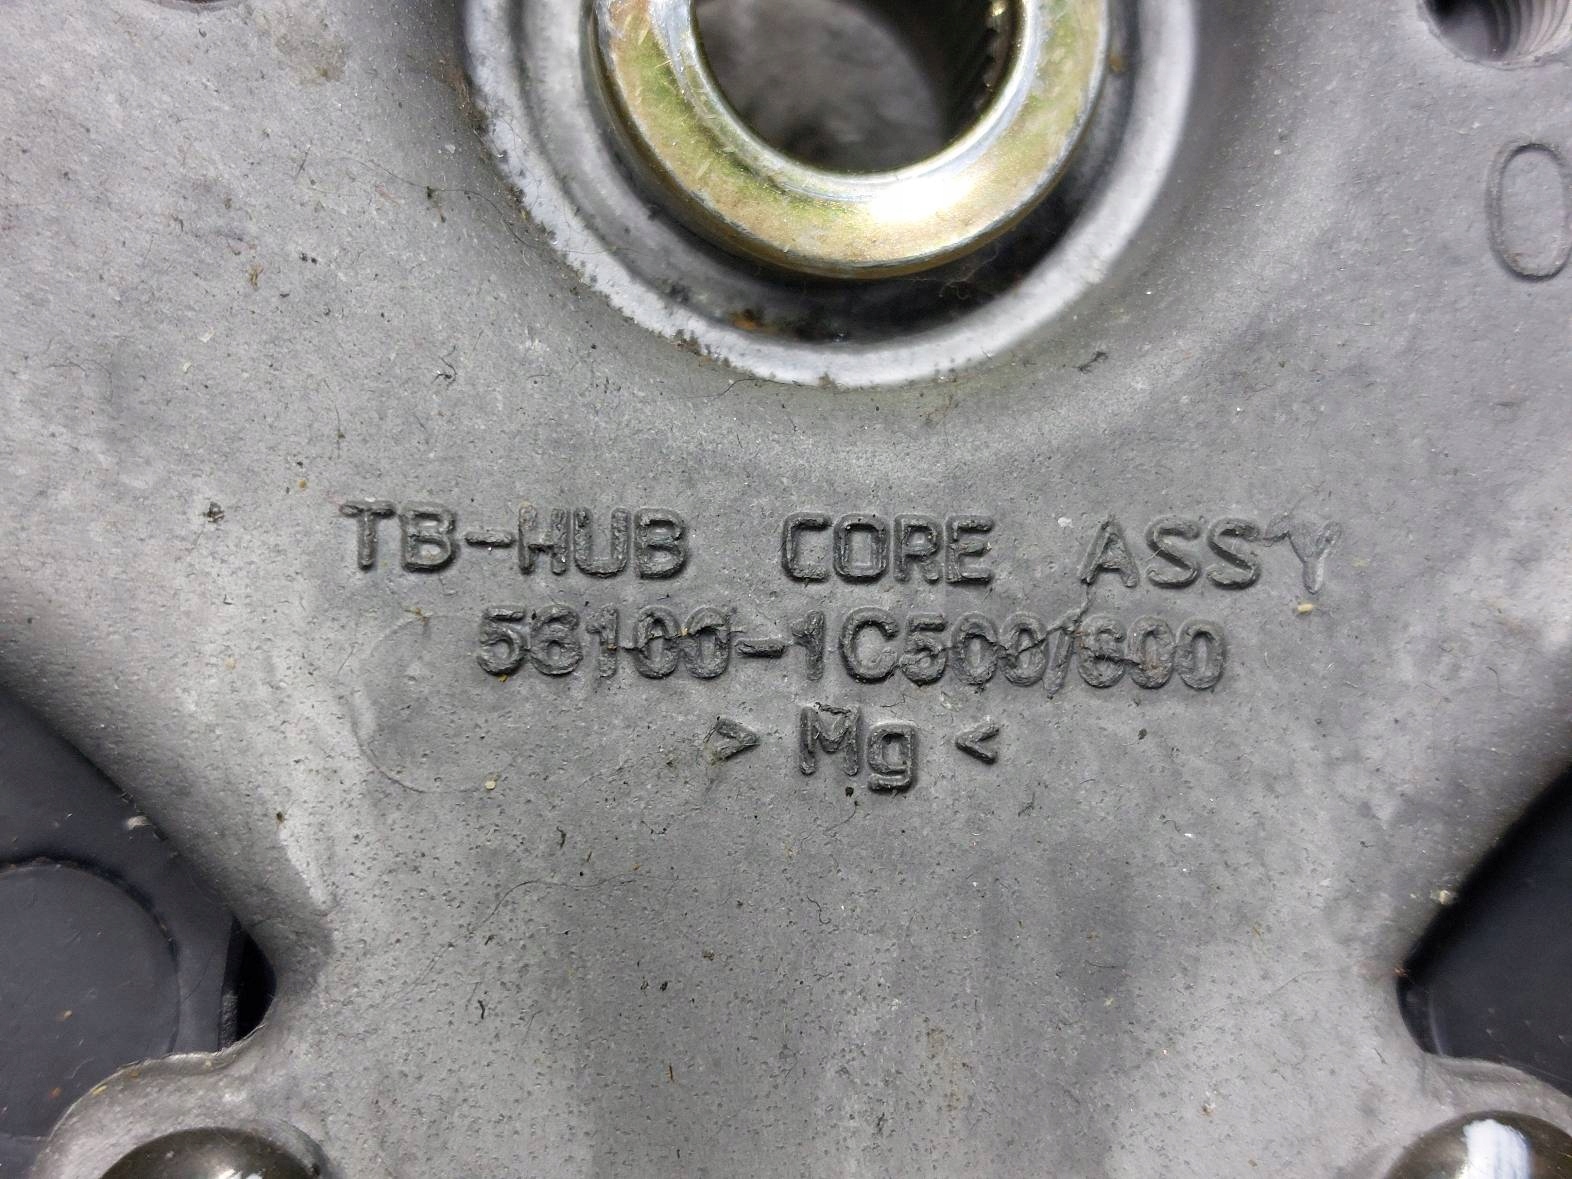 TB-HUB CORE ASS'Y
56100-1C500/600
> Mg <